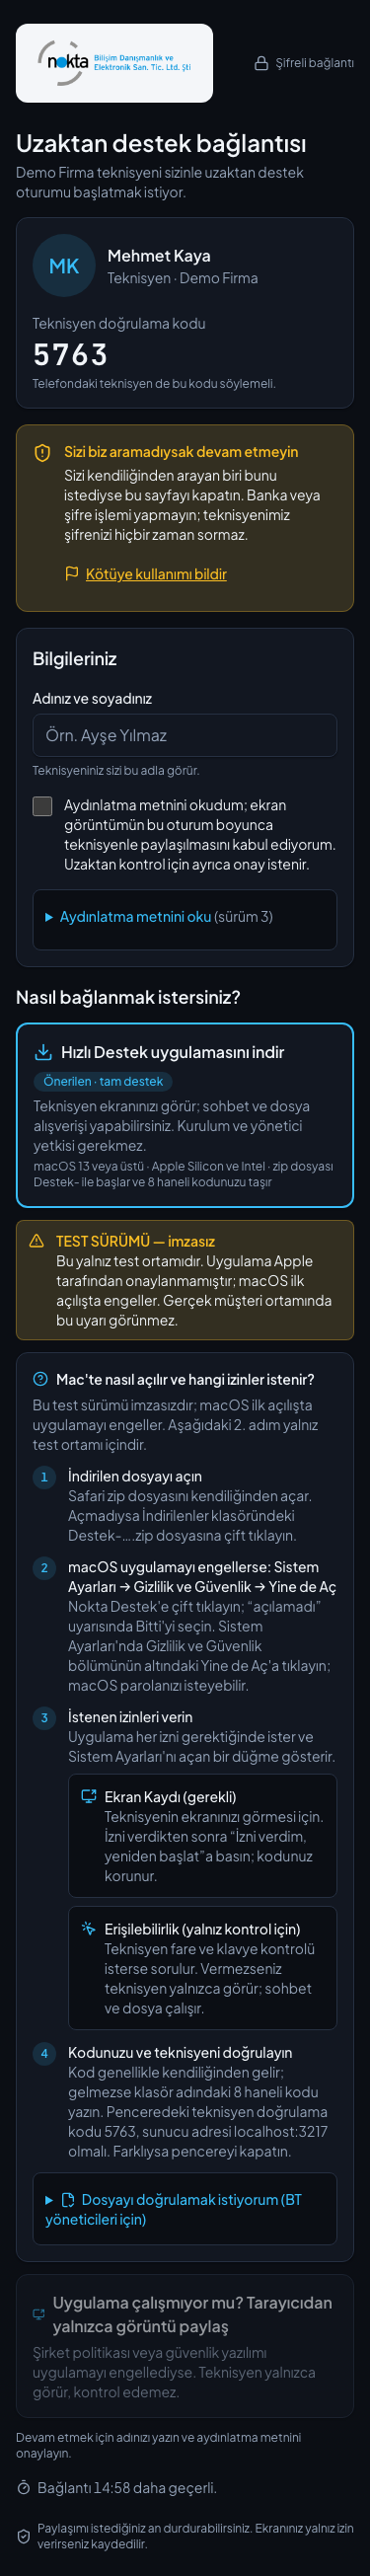 nokta Bilişim Danışmanlık ve
Elektronik San. Tic. Ltd. Şti
Şifreli bağlantı
Uzaktan destek bağlantısı
Demo Firma teknisyeni sizinle uzaktan destek
oturumu başlatmak istiyor.
MK
Mehmet Kaya
Teknisyen · Demo Firma
Teknisyen doğrulama kodu
5763
Telefondaki teknisyen de bu kodu söylemeli.
Sizi biz aramadıysak devam etmeyin
Sizi kendiliğinden arayan biri bunu
istediyse bu sayfayı kapatın. Banka veya
şifre işlemi yapmayın; teknisyenimiz
şifrenizi hiçbir zaman sormaz.
Kötüye kullanımı bildir
Bilgileriniz
Adınız ve soyadınız
Örn. Ayşe Yılmaz
Teknisyeniniz sizi bu adla görür.
Aydınlatma metnini okudum; ekran
görüntümün bu oturum boyunca
teknisyenle paylaşılmasını kabul ediyorum.
Uzaktan kontrol için ayrıca onay istenir.
Aydınlatma metnini oku (sürüm 3)
Nasıl bağlanmak istersiniz?
Hızlı Destek uygulamasını indir
Önerilen · tam destek
Teknisyen ekranınızı görür; sohbet ve dosya
alışverişi yapabilirsiniz. Kurulum ve yönetici
yetkisi gerekmez.
macOS 13 veya üstü · Apple Silicon ve Intel · zip dosyası
Destek- ile başlar ve 8 haneli kodunuzu taşır
TEST SÜRÜMÜ — imzasız
Bu yalnız test ortamıdır. Uygulama Apple
tarafından onaylanmamıştır; macOS ilk
açılışta engeller. Gerçek müşteri ortamında
bu uyarı görünmez.
Mac'te nasıl açılır ve hangi izinler istenir?
Bu test sürümü imzasızdır; macOS ilk açılışta
uygulamayı engeller. Aşağıdaki 2. adım yalnız
test ortamı içindir.
1
İndirilen dosyayı açın
Safari zip dosyasını kendiliğinden açar.
Açmadıysa İndirilenler klasöründeki
Destek-….zip dosyasına çift tıklayın.
2
macOS uygulamayı engellerse: Sistem
Ayarları → Gizlilik ve Güvenlik → Yine de Aç
Nokta Destek'e çift tıklayın; “açılamadı”
uyarısında Bitti'yi seçin. Sistem
Ayarları'nda Gizlilik ve Güvenlik
bölümünün altındaki Yine de Aç'a tıklayın;
macOS parolanızı isteyebilir.
3
İstenen izinleri verin
Uygulama her izni gerektiğinde ister ve
Sistem Ayarları'nı açan bir düğme gösterir.
Ekran Kaydı (gerekli)
Teknisyenin ekranınızı görmesi için.
İzni verdikten sonra “İzni verdim,
yeniden başlat”a basın; kodunuz
korunur.
Erişilebilirlik (yalnız kontrol için)
Teknisyen fare ve klavye kontrolü
isterse sorulur. Vermezseniz
teknisyen yalnızca görür; sohbet
ve dosya çalışır.
4
Kodunuzu ve teknisyeni doğrulayın
Kod genellikle kendiliğinden gelir;
gelmezse klasör adındaki 8 haneli kodu
yazın. Penceredeki teknisyen doğrulama
kodu 5763, sunucu adresi localhost:3217
olmalı. Farklıysa pencereyi kapatın.
Dosyayı doğrulamak istiyorum (BT
yöneticileri için)
Uygulama çalışmıyor mu? Tarayıcıdan
yalnızca görüntü paylaş
Şirket politikası veya güvenlik yazılımı
uygulamayı engellediyse. Teknisyen yalnızca
görür, kontrol edemez.
Devam etmek için adınızı yazın ve aydınlatma metnini
onaylayın.
Bağlantı 14:58 daha geçerli.
Paylaşımı istediğiniz an durdurabilirsiniz. Ekranınız yalnız izin
verirseniz kaydedilir.